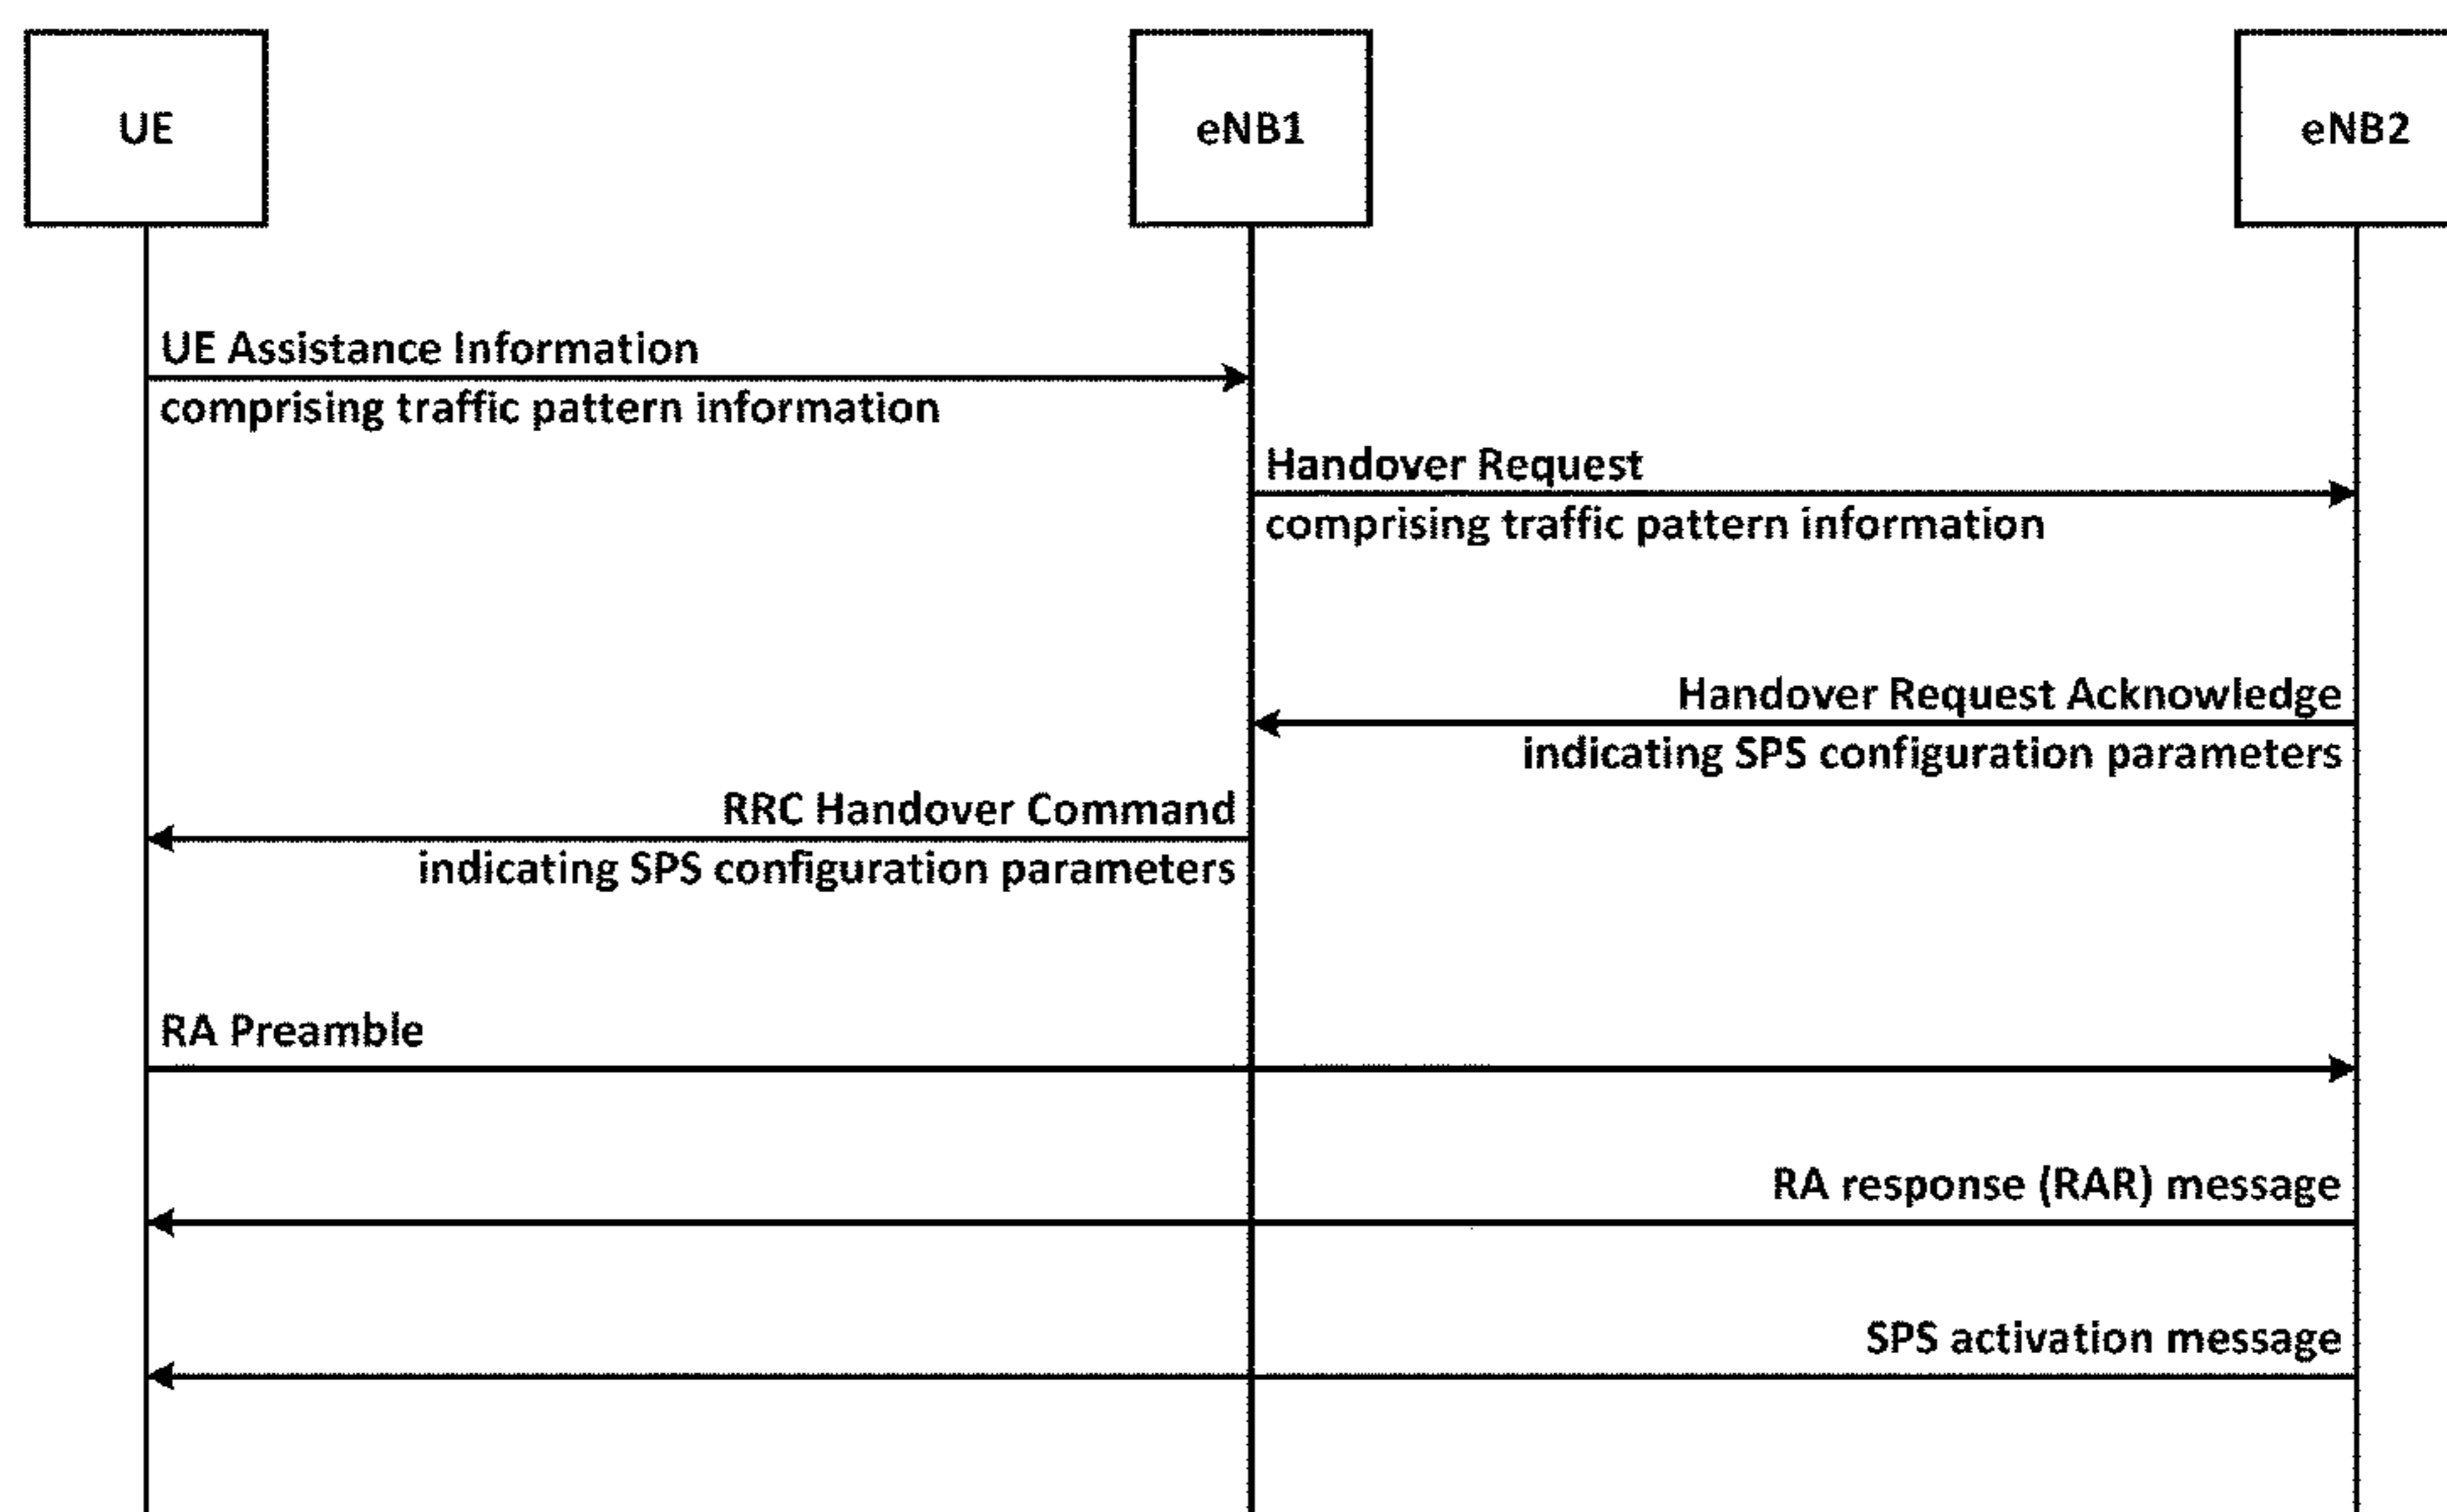 UE
eNB1
eNB2
UE Assistance Information
comprising traffic pattern information
Handover Request
comprising traffic pattern information
Handover Request Acknowledge
indicating SPS configuration parameters
RRC Handover Command
indicating SPS configuration parameters
RA Preamble
RA response (RAR) message
SPS activation message